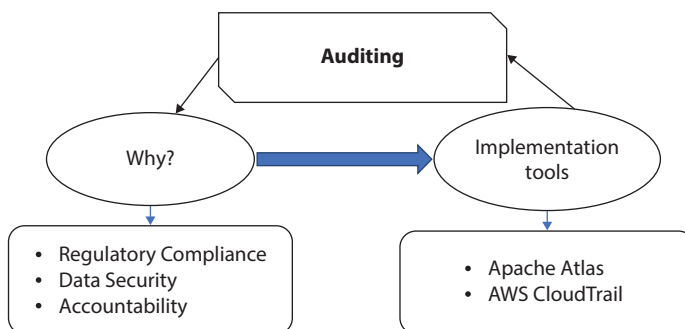 Auditing
Why?
Implementation
tools
• Regulatory Compliance
• Data Security
• Accountability
• Apache Atlas
• AWS CloudTrail